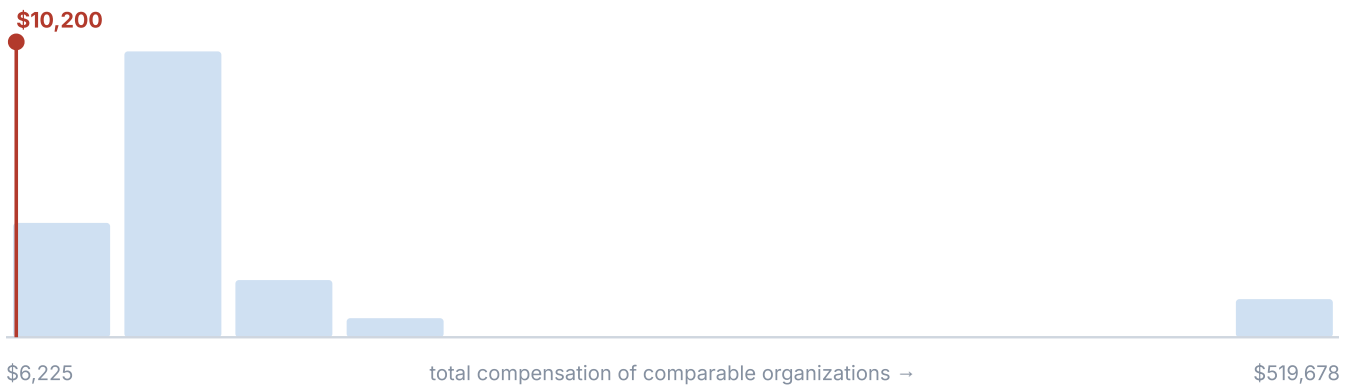 $10,200
$6,225
total compensation of comparable organizations →
$519,678